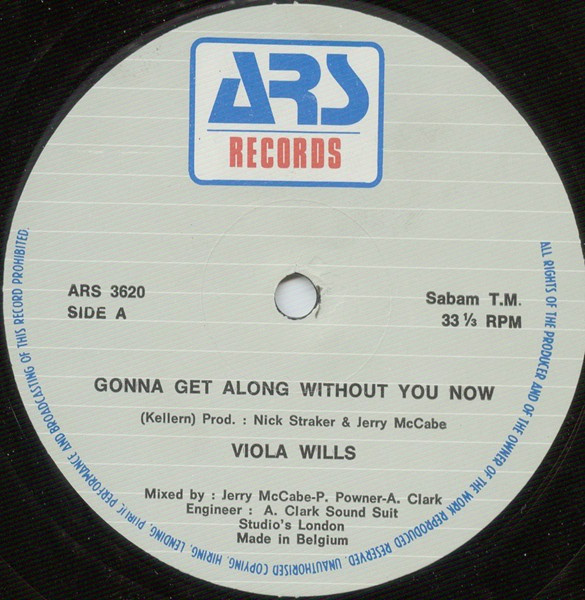 ARS
RECORDS
ARS 3620
SIDE A
Sabam T.M.
33 ⅓ RPM
GONNA GET ALONG WITHOUT YOU NOW
(Kellern) Prod. : Nick Straker & Jerry McCabe
VIOLA WILLS
Mixed by : Jerry McCabe-P. Powner-A. Clark
Engineer : A. Clark Sound Suit
Studio's London
Made in Belgium
ALL RIGHTS OF THE PRODUCER AND OF THE OWNER OF THE WORK REPRODUCED RESERVED. UNAUTHORISED COPYING, HIRING, LENDING, PUBLIC PERFORMANCE AND BROADCASTING OF THIS RECORD PROHIBITED.